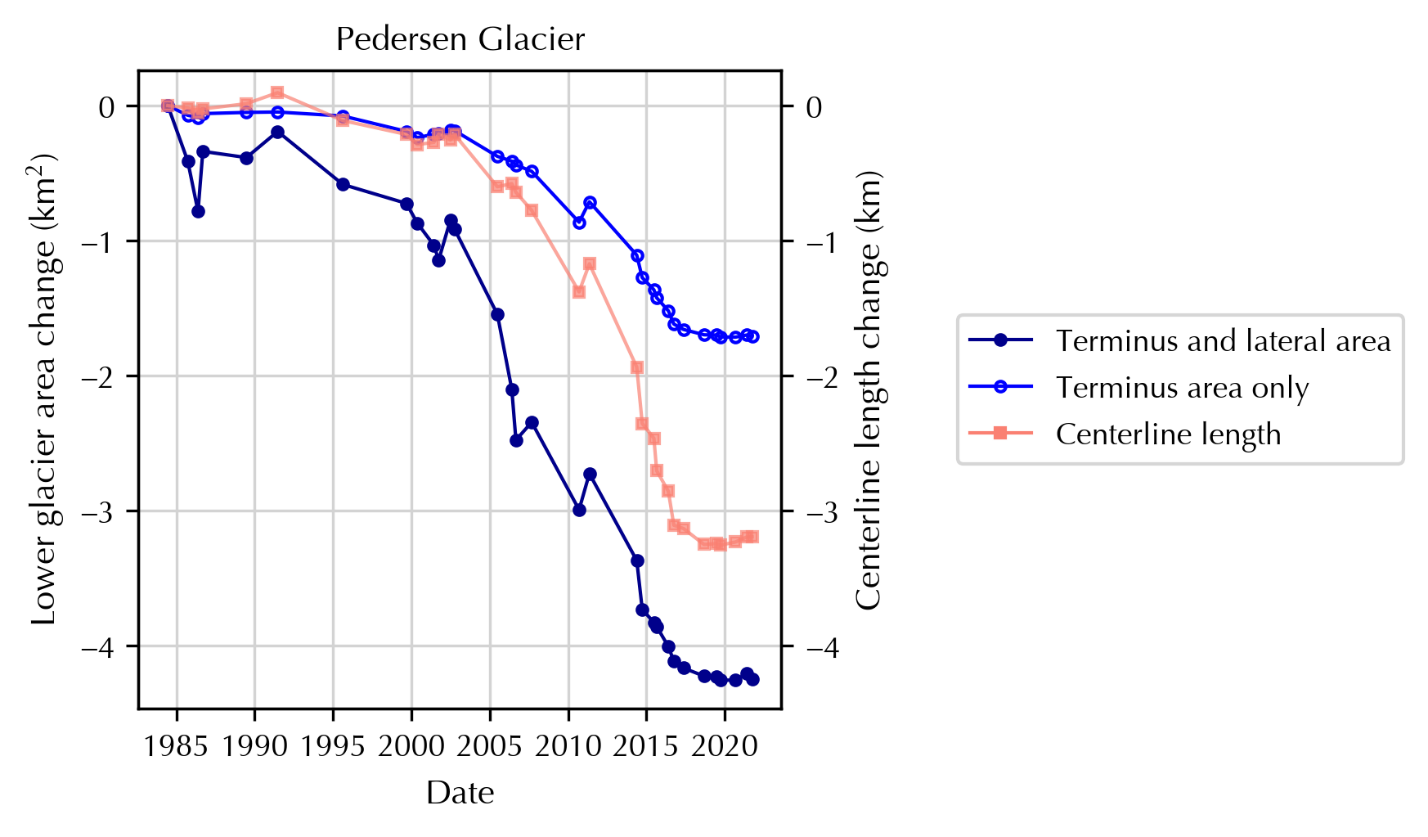 Pedersen Glacier
Lower glacier area change (km²)
0
−1
−2
−3
−4
0
−1
−2
−3
−4
Centerline length change (km)
1985 1990 1995 2000 2005 2010 2015 2020
Date
Terminus and lateral area
Terminus area only
Centerline length